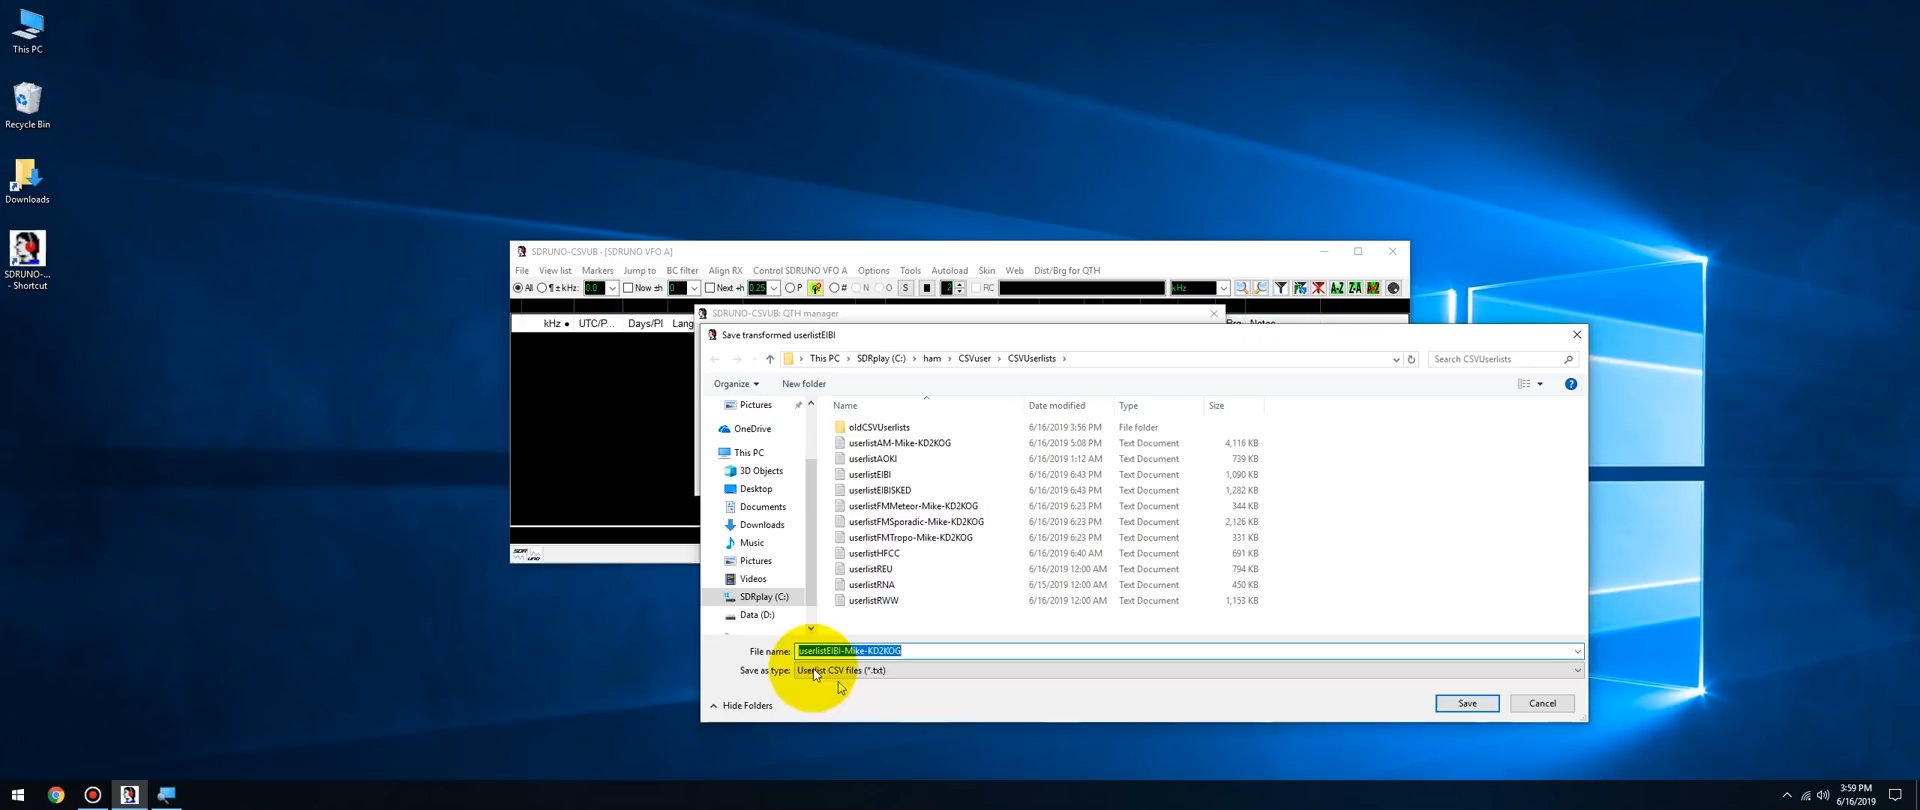 This PC
Recycle Bin
Downloads
SDRUNO-...
- Shortcut
SDRUNO-CSVUB - [SDRUNO VFO A]
File View list Markers Jump to BC filter Align RX Control SDRUNO VFO A Options Tools Autoload Skin Web Dist/Brg for QTH
All ¶ ± kHz: 0.0 Now ±h 0 Next +h 0.25 P # N O S 2 RC kHz A-Z Z-A
kHz UTC/P... Days/Pl Lang Brg Notes
SDRUNO-CSVUB: QTH manager
Save transformed userlistEIBI
This PC > SDRplay (C:) > ham > CSVuser > CSVUserlists >
Search CSVUserlists
Organize
New folder
Pictures
OneDrive
This PC
3D Objects
Desktop
Documents
Downloads
Music
Pictures
Videos
SDRplay (C:)
Data (D:)
Name Date modified Type Size
oldCSVUserlists 6/16/2019 3:56 PM File folder
userlistAM-Mike-KD2KOG 6/16/2019 5:08 PM Text Document 4,116 KB
userlistAOKI 6/16/2019 1:12 AM Text Document 739 KB
userlistEIBI 6/16/2019 6:43 PM Text Document 1,090 KB
userlistEIBISKED 6/16/2019 6:43 PM Text Document 1,282 KB
userlistFMMeteor-Mike-KD2KOG 6/16/2019 6:23 PM Text Document 344 KB
userlistFMSporadic-Mike-KD2KOG 6/16/2019 6:23 PM Text Document 2,126 KB
userlistFMTropo-Mike-KD2KOG 6/16/2019 6:23 PM Text Document 331 KB
userlistHFCC 6/16/2019 6:40 AM Text Document 691 KB
userlistREU 6/16/2019 12:00 AM Text Document 794 KB
userlistRNA 6/15/2019 12:00 AM Text Document 450 KB
userlistRWW 6/16/2019 12:00 AM Text Document 1,153 KB
File name: userlistEIBI-Mike-KD2KOG
Save as type: Userlist CSV files (*.txt)
Hide Folders
Save
Cancel
3:59 PM
6/16/2019